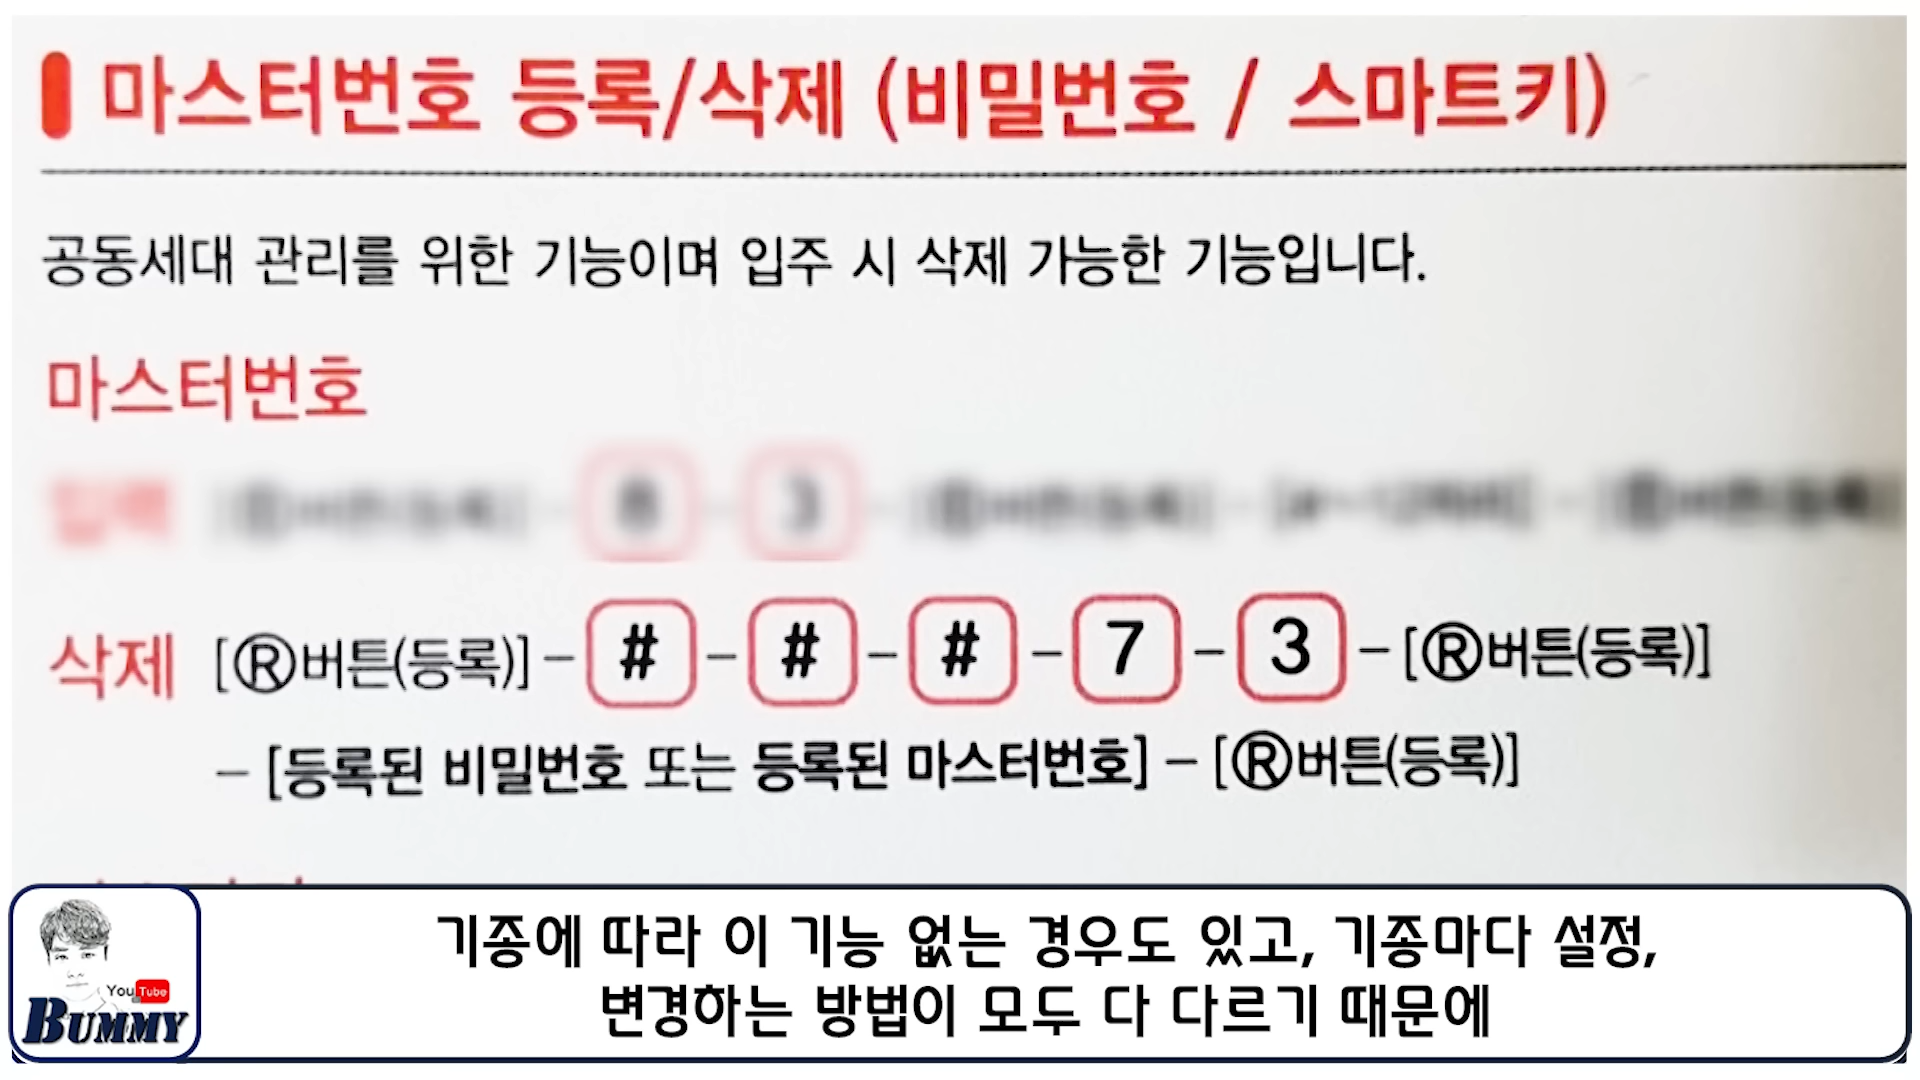 마스터번호 등록/삭제 (비밀번호 / 스마트키)
공동세대 관리를 위한 기능이며 입주 시 삭제 가능한 기능입니다.
마스터번호
삭제 [Ⓡ버튼(등록)] - # - # - # - 7 - 3 - [Ⓡ버튼(등록)]
- [등록된 비밀번호 또는 등록된 마스터번호] - [Ⓡ버튼(등록)]
기종에 따라 이 기능 없는 경우도 있고, 기종마다 설정,
변경하는 방법이 모두 다 다르기 때문에
YouTube
BUMMY